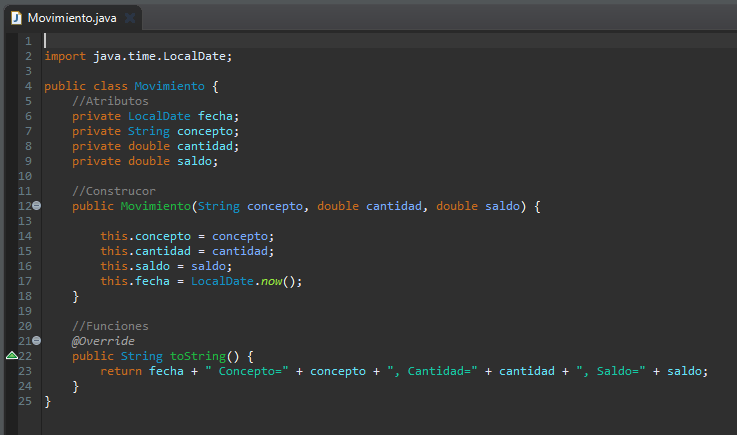 Movimiento.java
1
2 import java.time.LocalDate;
3
4 public class Movimiento {
5     //Atributos
6     private LocalDate fecha;
7     private String concepto;
8     private double cantidad;
9     private double saldo;
10
11     //Construcor
12     public Movimiento(String concepto, double cantidad, double saldo) {
13
14         this.concepto = concepto;
15         this.cantidad = cantidad;
16         this.saldo = saldo;
17         this.fecha = LocalDate.now();
18     }
19
20     //Funciones
21     @Override
22     public String toString() {
23         return fecha + " Concepto=" + concepto + ", Cantidad=" + cantidad + ", Saldo=" + saldo;
24     }
25 }